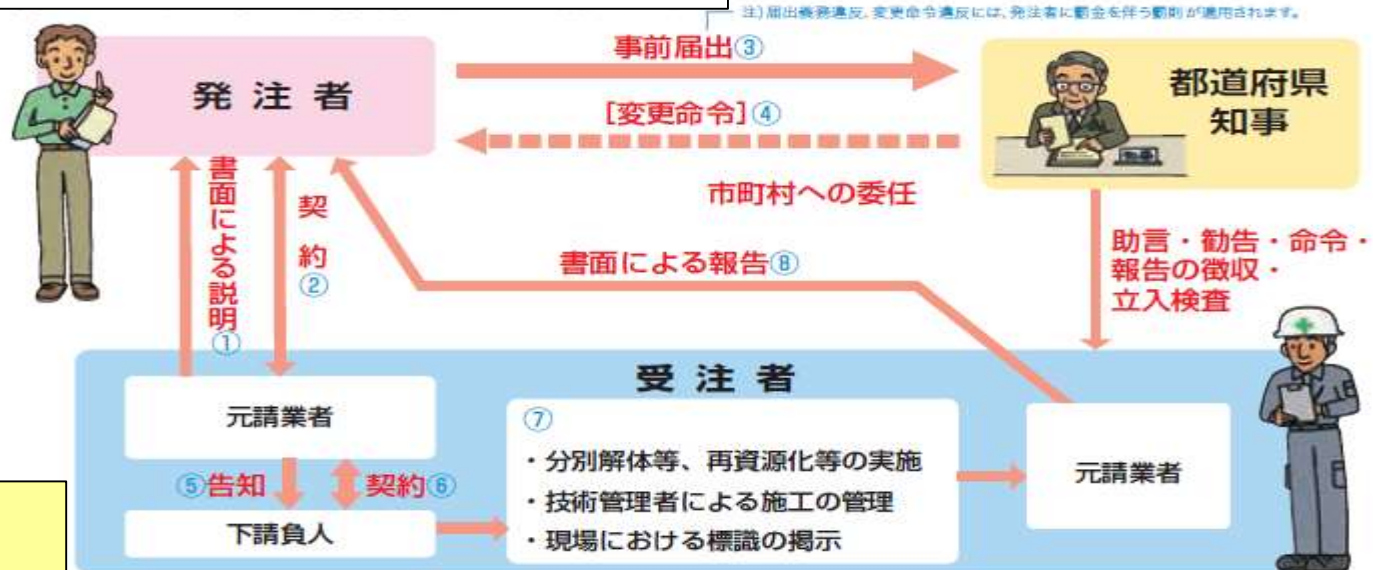 注)届出義務違反、変更命令違反には、発注者に罰金を伴う罰則が適用されます。
発注者
事前届出③
[変更命令]④
都道府県
知事
市町村への委任
書面による説明①
契約②
書面による報告⑧
助言・勧告・命令・
報告の徴収・
立入検査
受注者
元請業者
⑤告知
契約⑥
下請負人
⑦
・分別解体等、再資源化等の実施
・技術管理者による施工の管理
・現場における標識の掲示
元請業者